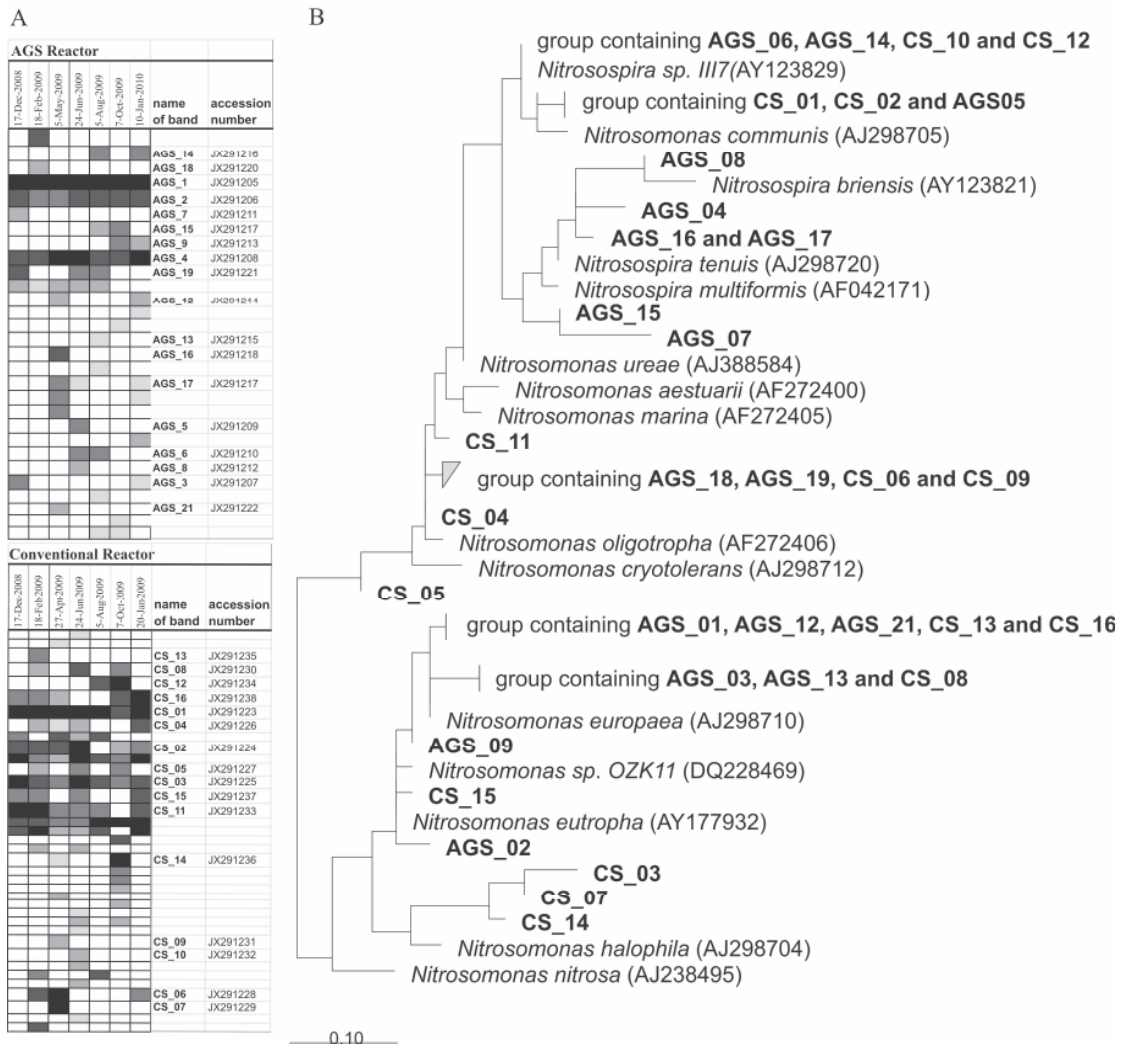 A
AGS Reactor
17-Dec-2008 18-Feb-2009 5-May-2009 24-Jun-2009 5-Aug-2009 7-Oct-2009 10-Jan-2010 name of band accession number
AGS_14 JX291216
AGS_18 JX291220
AGS_1 JX291205
AGS_2 JX291206
AGS_7 JX291211
AGS_15 JX291217
AGS_9 JX291213
AGS_4 JX291208
AGS_19 JX291221
AGS_12 JX291214
AGS_13 JX291215
AGS_16 JX291218
AGS_17 JX291217
AGS_5 JX291209
AGS_6 JX291210
AGS_8 JX291212
AGS_3 JX291207
AGS_21 JX291222
Conventional Reactor
17-Dec-2008 18-Feb-2009 27-Apr-2009 24-Jun-2009 5-Aug-2009 7-Oct-2009 20-Jan-2009 name of band accession number
CS_13 JX291235
CS_08 JX291230
CS_12 JX291234
CS_16 JX291238
CS_01 JX291223
CS_04 JX291226
CS_02 JX291224
CS_05 JX291227
CS_03 JX291225
CS_15 JX291237
CS_11 JX291233
CS_14 JX291236
CS_09 JX291231
CS_10 JX291232
CS_06 JX291228
CS_07 JX291229
B
group containing AGS_06, AGS_14, CS_10 and CS_12
Nitrosospira sp. III7(AY123829)
group containing CS_01, CS_02 and AGS05
Nitrosomonas communis (AJ298705)
AGS_08
Nitrosospira briensis (AY123821)
AGS_04
AGS_16 and AGS_17
Nitrosospira tenuis (AJ298720)
Nitrosospira multiformis (AF042171)
AGS_15
AGS_07
Nitrosomonas ureae (AJ388584)
Nitrosomonas aestuarii (AF272400)
Nitrosomonas marina (AF272405)
CS_11
group containing AGS_18, AGS_19, CS_06 and CS_09
CS_04
Nitrosomonas oligotropha (AF272406)
Nitrosomonas cryotolerans (AJ298712)
CS_05
group containing AGS_01, AGS_12, AGS_21, CS_13 and CS_16
group containing AGS_03, AGS_13 and CS_08
Nitrosomonas europaea (AJ298710)
AGS_09
Nitrosomonas sp. OZK11 (DQ228469)
CS_15
Nitrosomonas eutropha (AY177932)
AGS_02
CS_03
CS_07
CS_14
Nitrosomonas halophila (AJ298704)
Nitrosomonas nitrosa (AJ238495)
0.10